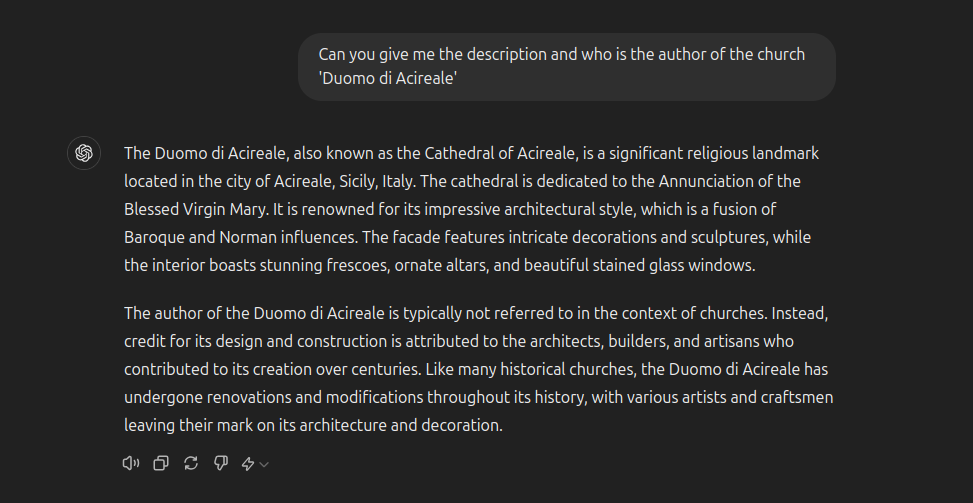 Can you give me the description and who is the author of the church
'Duomo di Acireale'
The Duomo di Acireale, also known as the Cathedral of Acireale, is a significant religious landmark
located in the city of Acireale, Sicily, Italy. The cathedral is dedicated to the Annunciation of the
Blessed Virgin Mary. It is renowned for its impressive architectural style, which is a fusion of
Baroque and Norman influences. The facade features intricate decorations and sculptures, while
the interior boasts stunning frescoes, ornate altars, and beautiful stained glass windows.
The author of the Duomo di Acireale is typically not referred to in the context of churches. Instead,
credit for its design and construction is attributed to the architects, builders, and artisans who
contributed to its creation over centuries. Like many historical churches, the Duomo di Acireale has
undergone renovations and modifications throughout its history, with various artists and craftsmen
leaving their mark on its architecture and decoration.